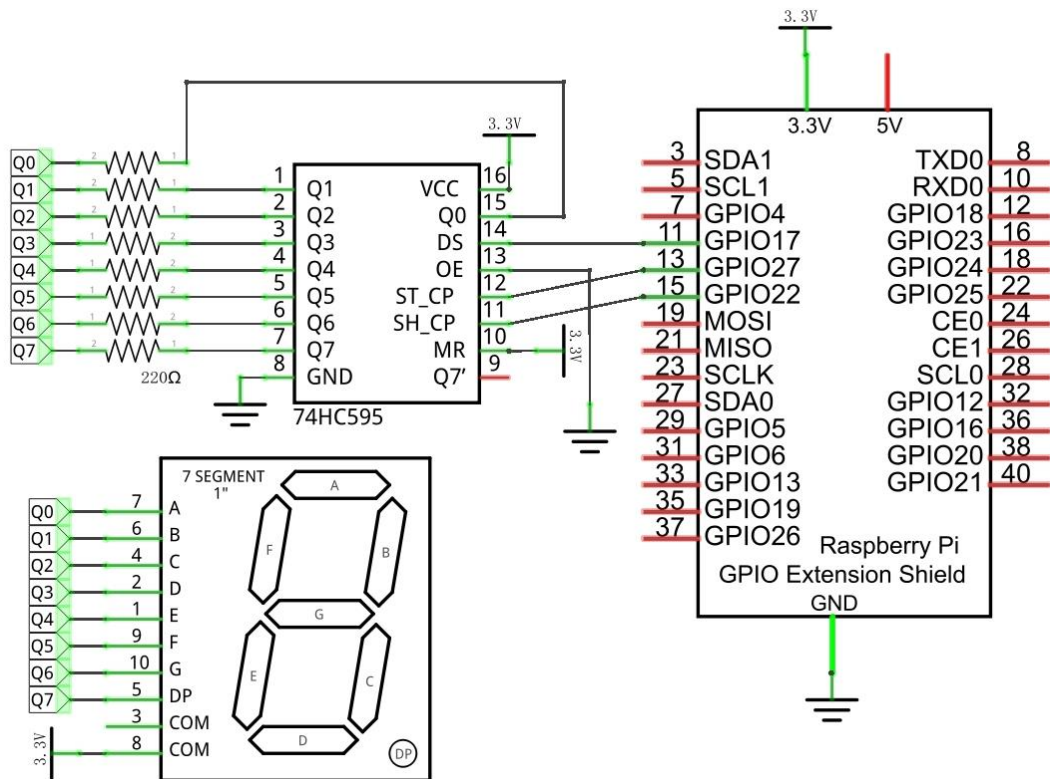 3.3V
3.3V 5V
3.3V
Q0 2 1
Q1 2 1 1 Q1 VCC 16
Q2 2 1 2 Q2 Q0 15
Q3 2 1 3 Q3 DS 14
Q4 1 2 4 Q4 OE 13
Q5 1 2 5 Q5 ST_CP 12
Q6 1 2 6 Q6 SH_CP 11
Q7 2 1 7 Q7 MR 10
3.3V
220Ω
8 GND Q7' 9
74HC595
3 SDA1 TXD0 8
5 SCL1 RXD0 10
7 GPIO4 GPIO18 12
11 GPIO17 GPIO23 16
13 GPIO27 GPIO24 18
15 GPIO22 GPIO25 22
19 MOSI CE0 24
21 MISO CE1 26
23 SCLK SCL0 28
27 SDA0 GPIO12 32
29 GPIO5 GPIO16 36
31 GPIO6 GPIO20 38
33 GPIO13 GPIO21 40
35 GPIO19
37 GPIO26
Raspberry Pi
GPIO Extension Shield
GND
7 SEGMENT
1"
Q0 7 A
Q1 6 B
Q2 4 C
Q3 2 D
Q4 1 E
Q5 9 F
Q6 10 G
Q7 5 DP
3 COM
3.3V 8 COM
A
F B
G
E C
D
DP